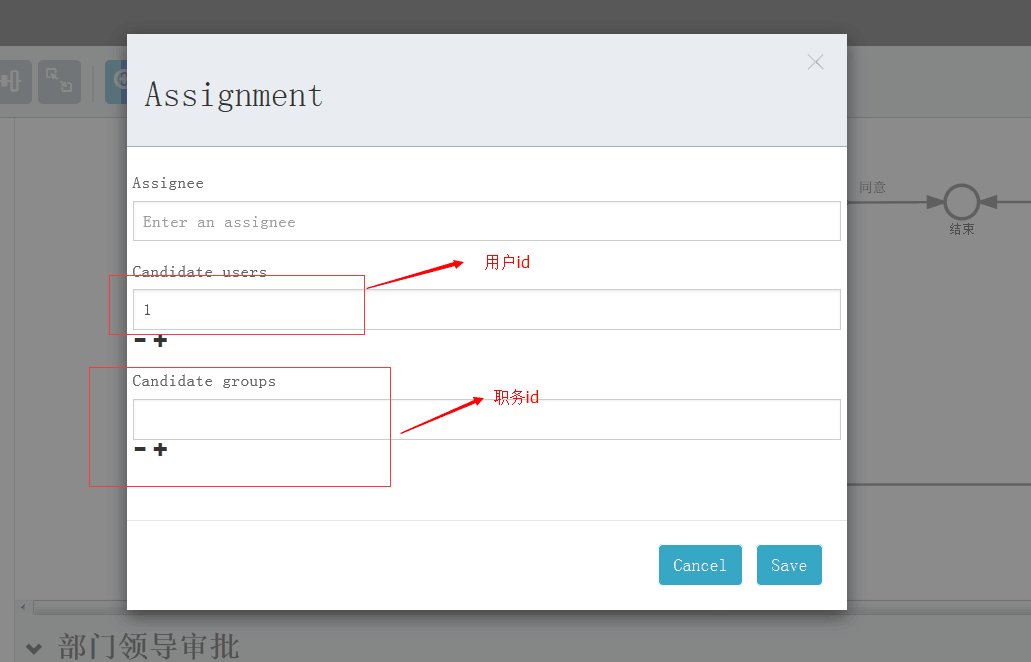 Assignment
Assignee
Enter an assignee
同意
结束
Candidate users
用户id
1
Candidate groups
职务id
Cancel
Save
部门领导审批